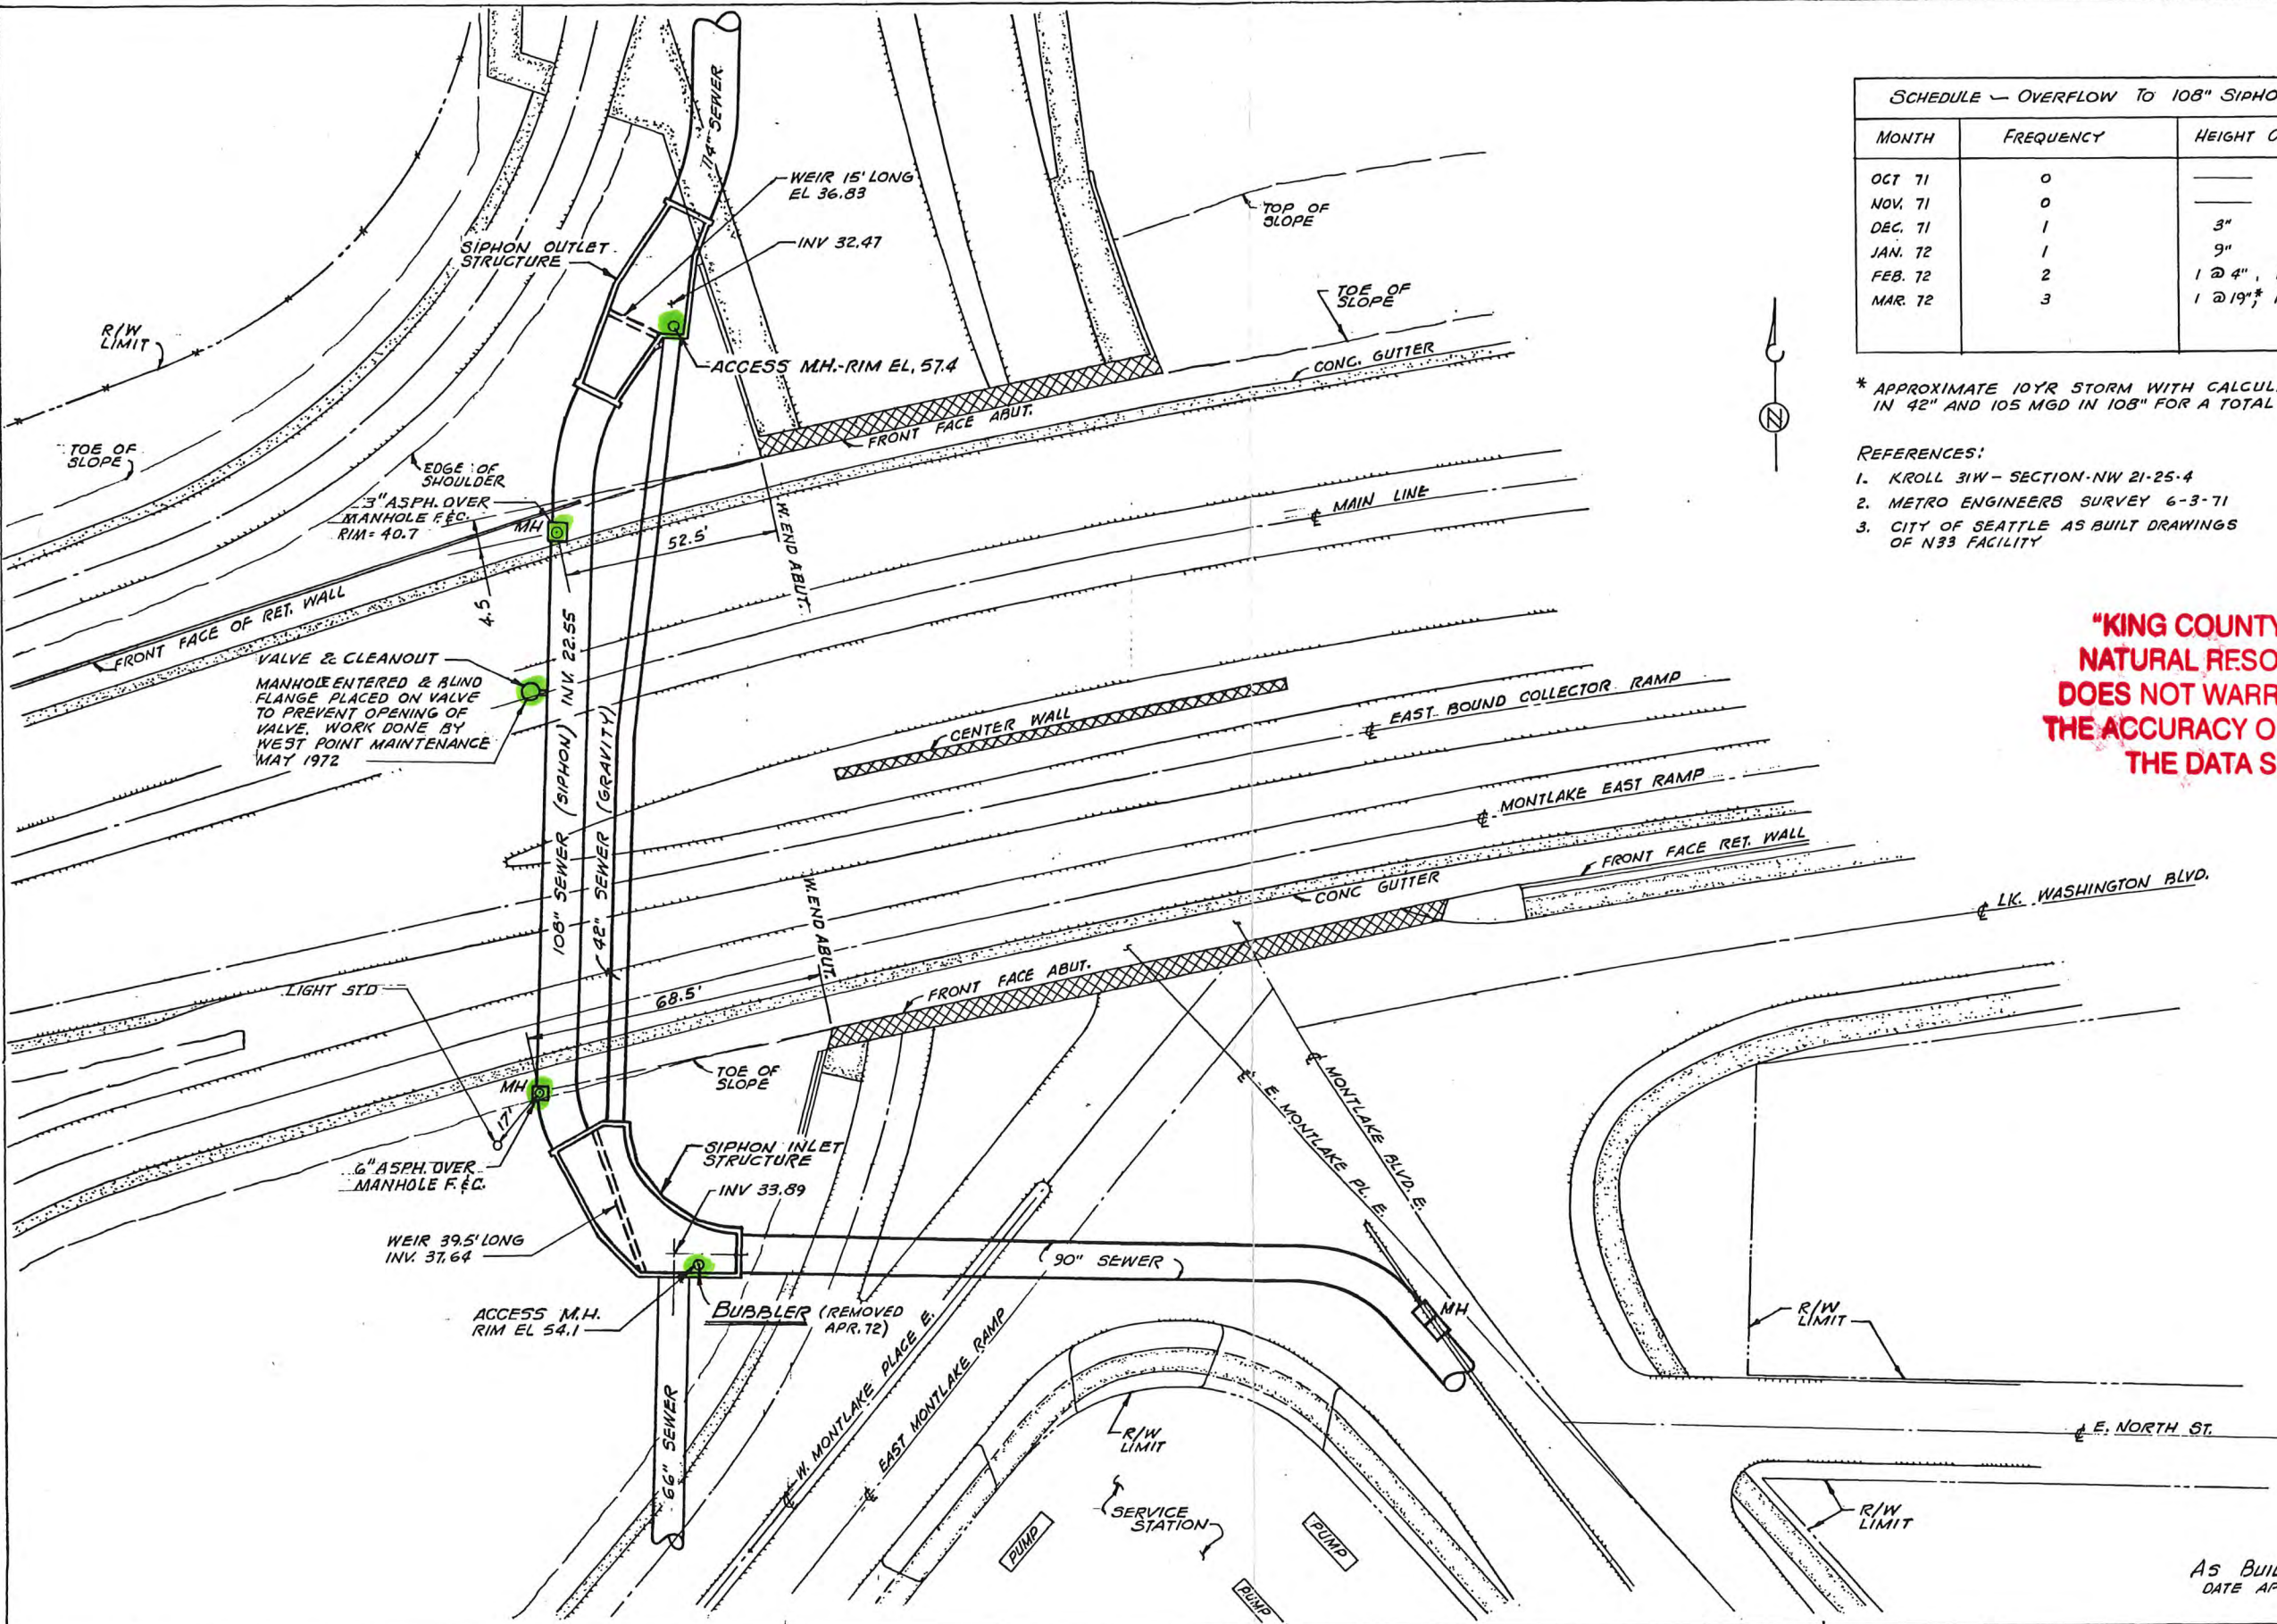 114" SEWER
WEIR 15' LONG
EL 36.83
SIPHON OUTLET
STRUCTURE
INV 32.47
TOP OF
SLOPE
TOE OF
SLOPE
R/W
LIMIT
ACCESS M.H.-RIM EL, 57.4
CONC. GUTTER
FRONT FACE ABUT.
TOE OF
SLOPE
EDGE OF
SHOULDER
3" ASPH. OVER
MANHOLE F.&C.
RIM = 40.7
MH
52.5'
W. END ABUT.
℄ MAIN LINE
4.5
FRONT FACE OF RET. WALL
VALVE & CLEANOUT
MANHOLE ENTERED & BLIND
FLANGE PLACED ON VALVE
TO PREVENT OPENING OF
VALVE. WORK DONE BY
WEST POINT MAINTENANCE
MAY 1972
108" SEWER (SIPHON) INV. 22.55
42" SEWER (GRAVITY)
CENTER WALL
℄ EAST BOUND COLLECTOR RAMP
℄ MONTLAKE EAST RAMP
FRONT FACE RET. WALL
CONC GUTTER
℄ LK. WASHINGTON BLVD.
W. END ABUT.
LIGHT STD
68.5'
FRONT FACE ABUT.
TOE OF
SLOPE
MH
17'
6" ASPH. OVER
MANHOLE F.&C.
SIPHON INLET
STRUCTURE
INV 33.89
℄ MONTLAKE BLVD. E.
℄ E. MONTLAKE PL. E.
WEIR 39.5' LONG
INV. 37.64
90" SEWER
ACCESS M.H.
RIM EL 54.1
BUBBLER (REMOVED
APR. 72)
MH
R/W
LIMIT
66" SEWER
℄ W. MONTLAKE PLACE E.
℄ EAST MONTLAKE RAMP
R/W
LIMIT
℄ E. NORTH ST.
SERVICE
STATION
PUMP
PUMP
PUMP
R/W
LIMIT
SCHEDULE – OVERFLOW TO 108" SIPHO
MONTH FREQUENCY HEIGHT O
OCT 71 0 ——
NOV. 71 0 ——
DEC. 71 1 3"
JAN. 72 1 9"
FEB. 72 2 1 @ 4", 1
MAR. 72 3 1 @ 19"*, 1
* APPROXIMATE 10YR STORM WITH CALCUL
IN 42" AND 105 MGD IN 108" FOR A TOTAL
N
REFERENCES:
1. KROLL 31W – SECTION-NW 21-25-4
2. METRO ENGINEERS SURVEY 6-3-71
3. CITY OF SEATTLE AS BUILT DRAWINGS
OF N33 FACILITY
"KING COUNTY
NATURAL RESO
DOES NOT WARR
THE ACCURACY O
THE DATA S
AS BUIL
DATE AP